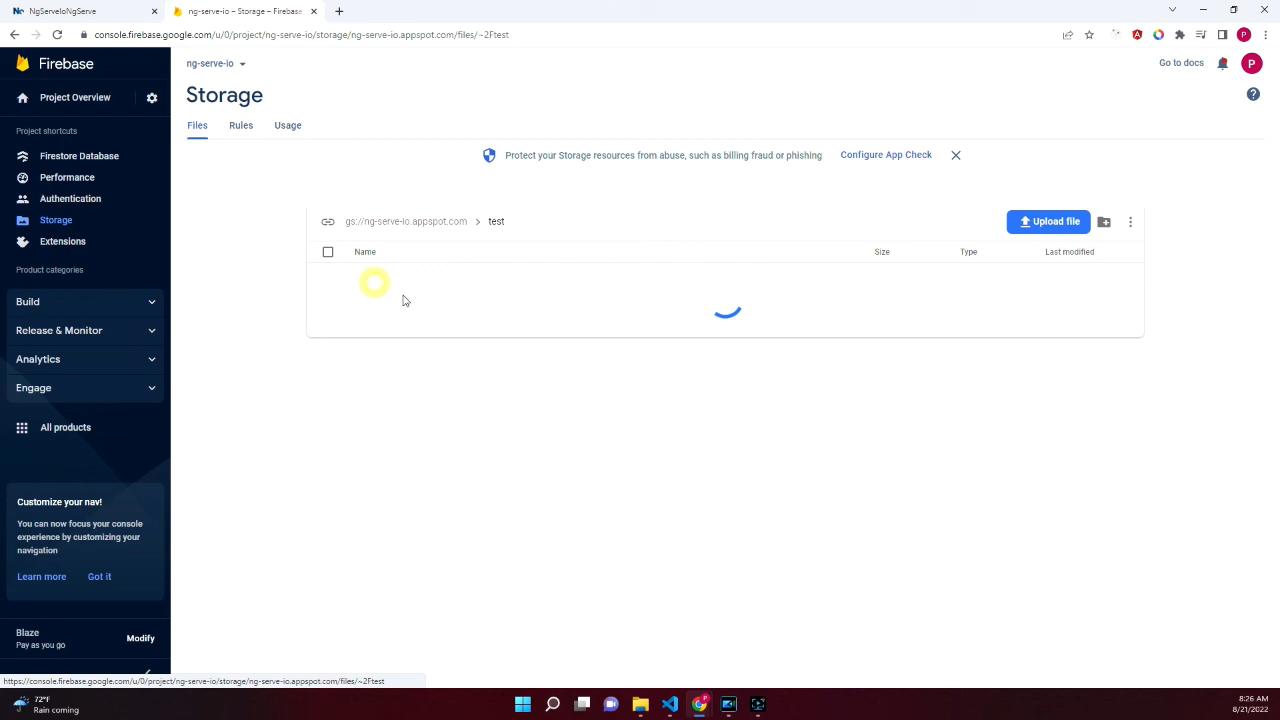 NgServeIoNgServe
ng-serve-io – Storage – Firebase
console.firebase.google.com/u/0/project/ng-serve-io/storage/ng-serve-io.appspot.com/files/~2Ftest
P
Firebase
ng-serve-io
Go to docs
P
Project Overview
Storage
Project shortcuts
Files
Rules
Usage
Firestore Database
Protect your Storage resources from abuse, such as billing fraud or phishing
Configure App Check
Performance
Authentication
Storage
gs://ng-serve-io.appspot.com > test
Upload file
Extensions
Name
Size
Type
Last modified
Product categories
Build
Release & Monitor
Analytics
Engage
All products
Customize your nav!
You can now focus your console
experience by customizing your
navigation
Learn more
Got it
Blaze
Pay as you go
Modify
https://console.firebase.google.com/u/0/project/ng-serve-io/storage/ng-serve-io.appspot.com/files/~2Ftest
72°F
Rain coming
8:26 AM
8/21/2022